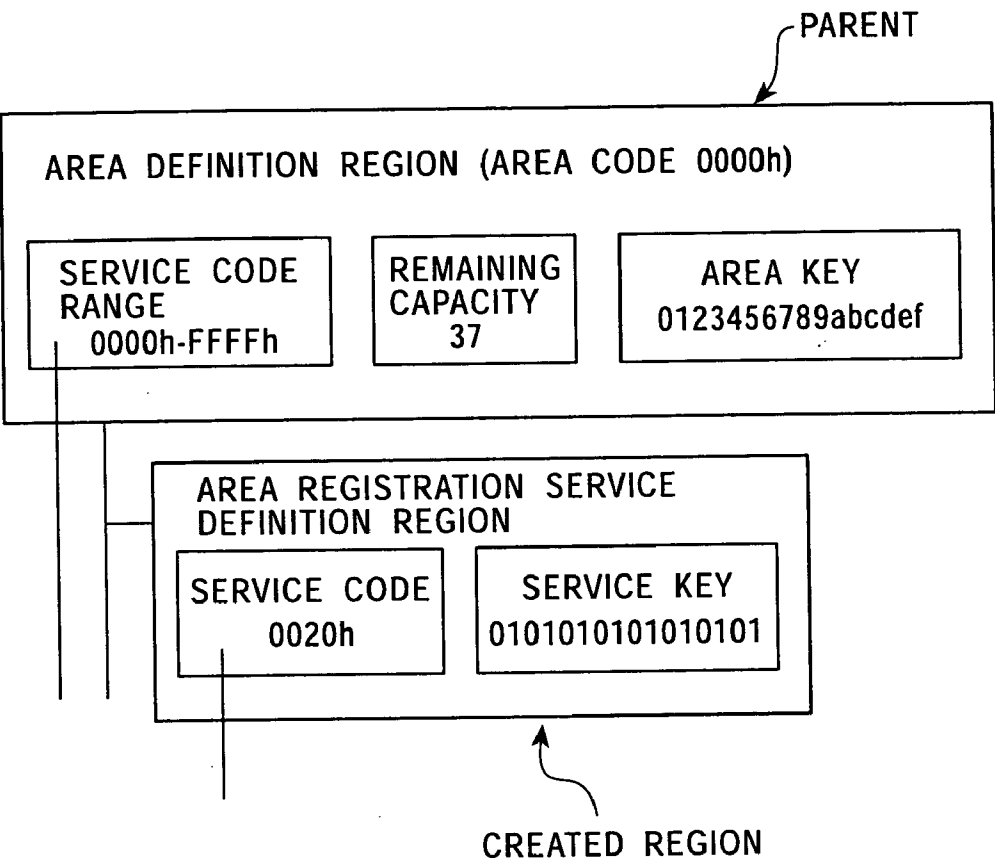 PARENT
AREA DEFINITION REGION (AREA CODE 0000h)
SERVICE CODE
RANGE
0000h-FFFFh
REMAINING
CAPACITY
37
AREA KEY
0123456789abcdef
AREA REGISTRATION SERVICE
DEFINITION REGION
SERVICE CODE
0020h
SERVICE KEY
0101010101010101
CREATED REGION